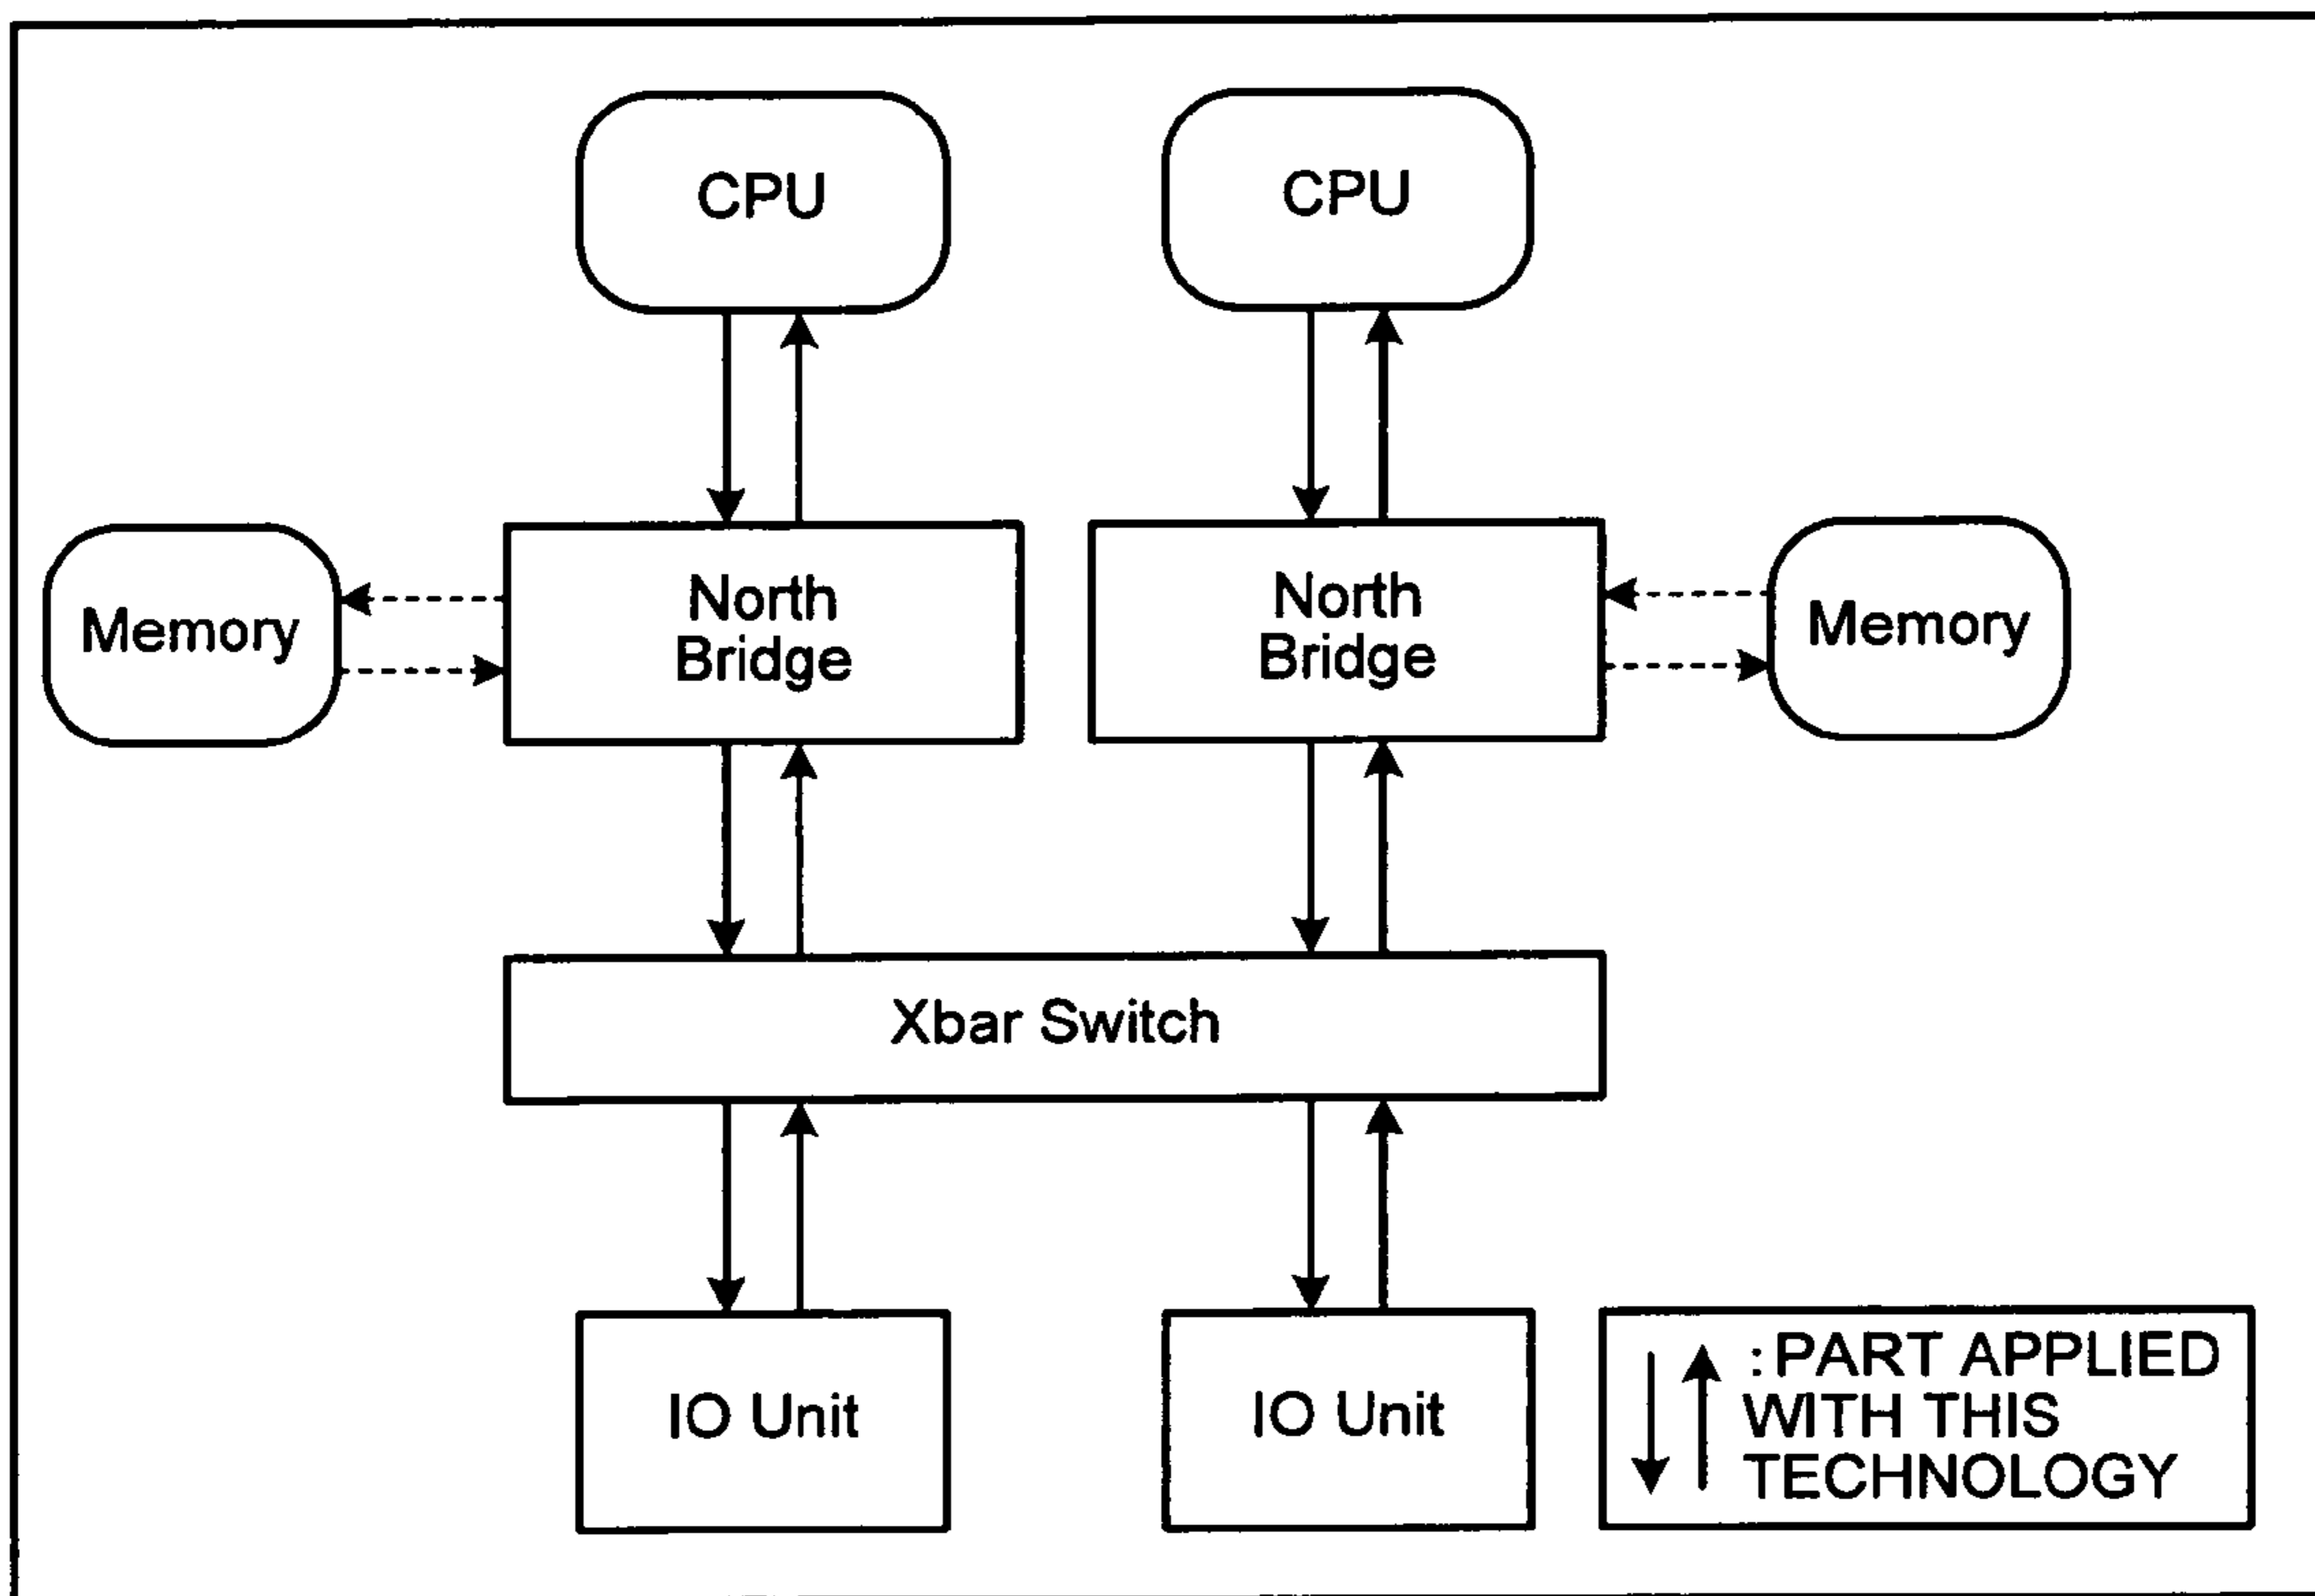 CPU
CPU
Memory
North
Bridge
North
Bridge
Memory
Xbar Switch
IO Unit
IO Unit
:PART APPLIED
WITH THIS
TECHNOLOGY